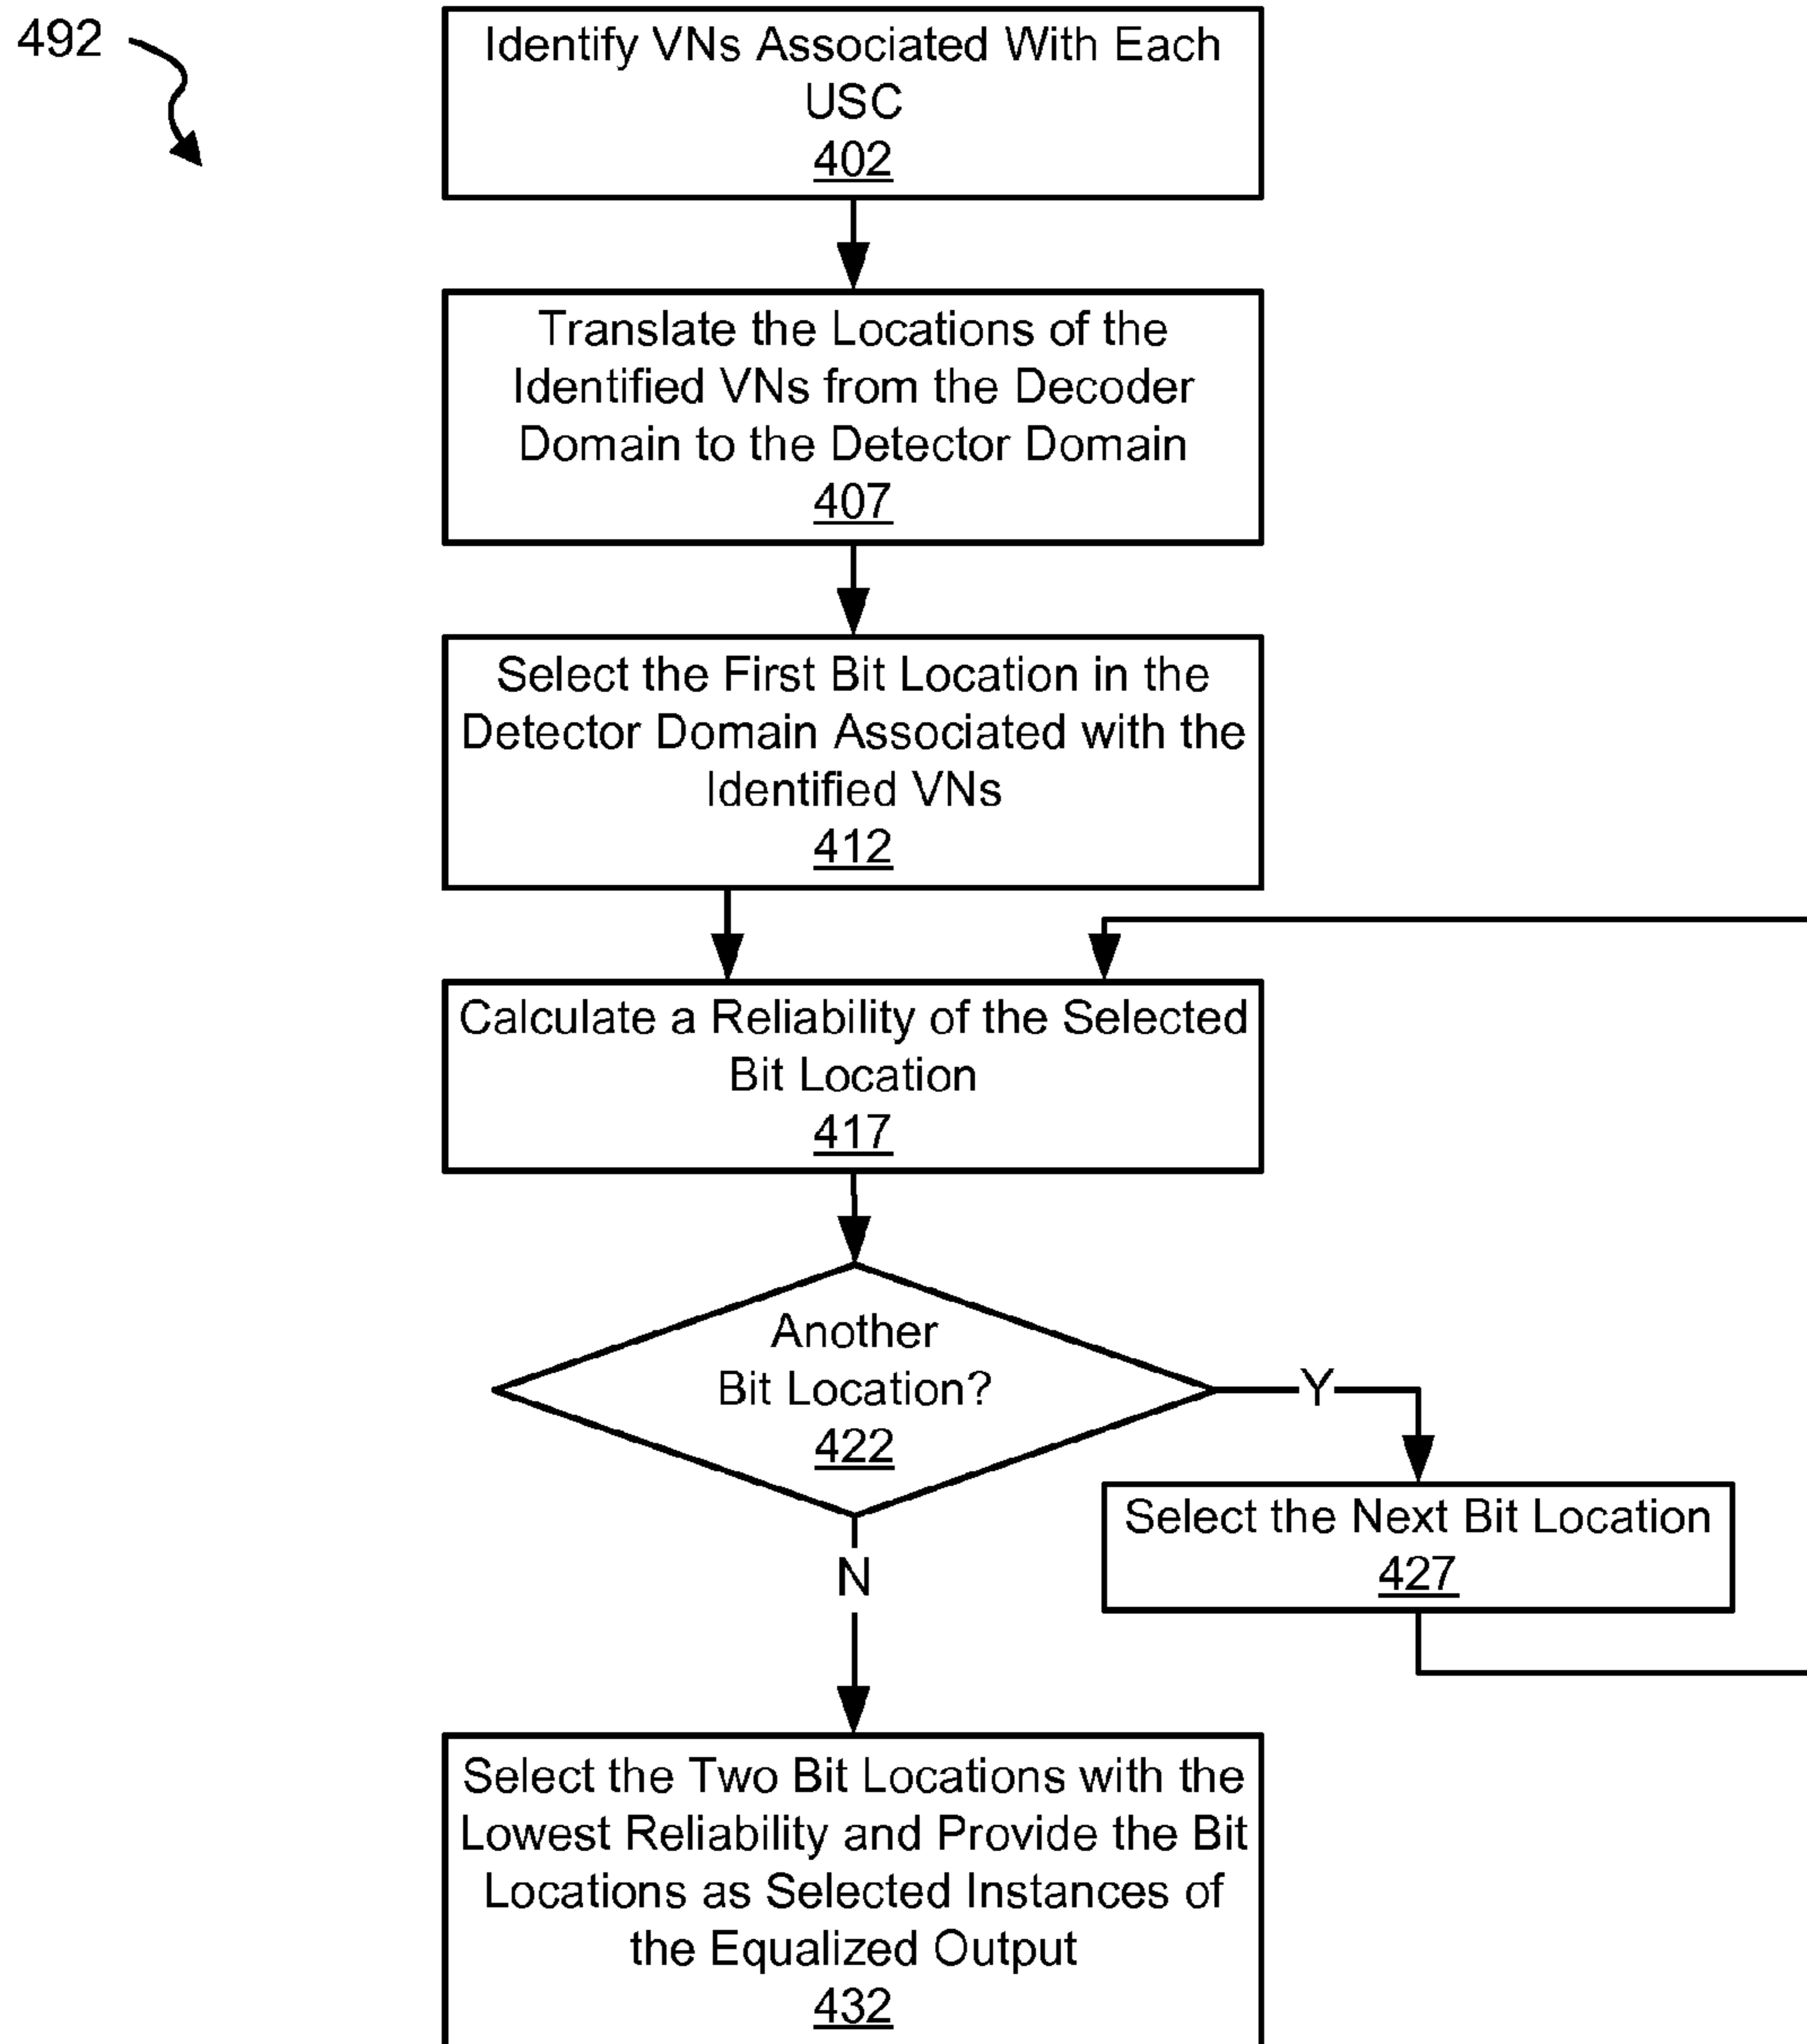 492
Identify VNs Associated With Each
USC
402
Translate the Locations of the
Identified VNs from the Decoder
Domain to the Detector Domain
407
Select the First Bit Location in the
Detector Domain Associated with the
Identified VNs
412
Calculate a Reliability of the Selected
Bit Location
417
Another
Bit Location?
422
Y
Select the Next Bit Location
427
N
Select the Two Bit Locations with the
Lowest Reliability and Provide the Bit
Locations as Selected Instances of
the Equalized Output
432